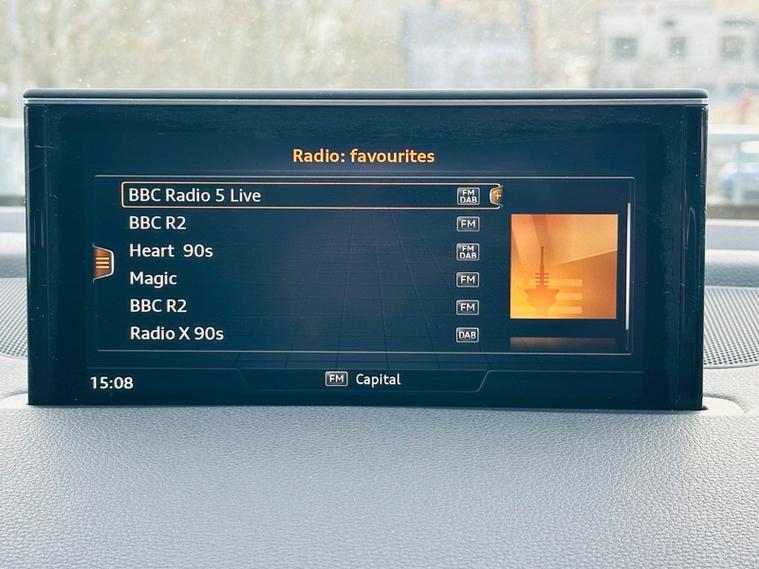 Radio: favourites
BBC Radio 5 Live FM DAB
BBC R2 FM
Heart 90s FM DAB
Magic FM
BBC R2 FM
Radio X 90s DAB
15:08 FM Capital